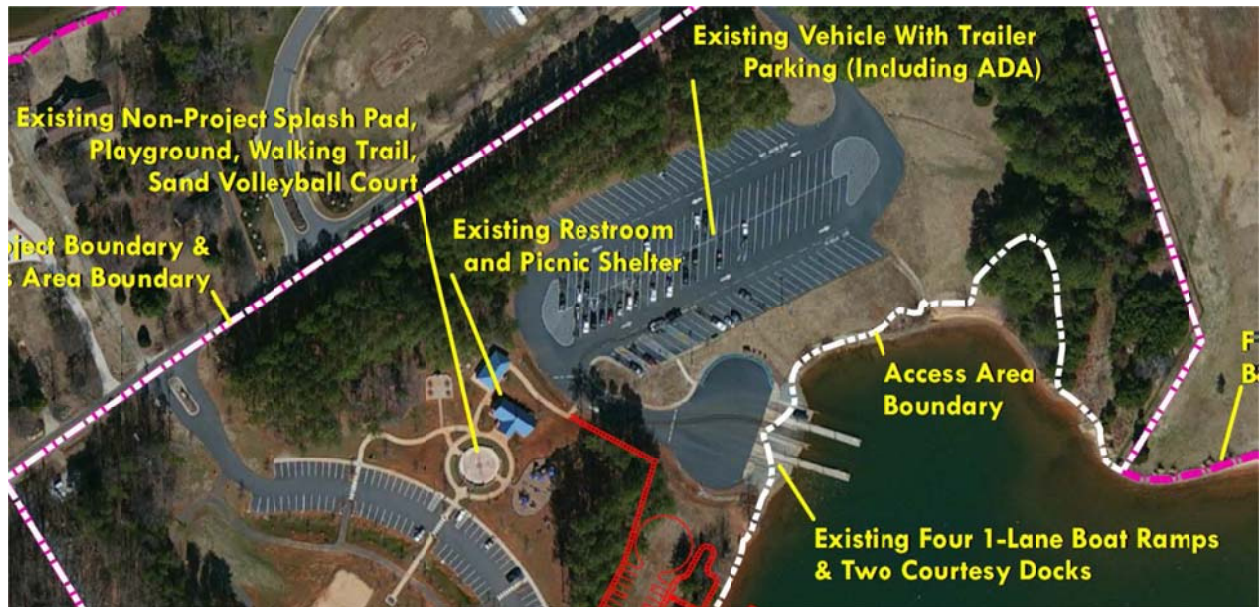 Existing Vehicle With Trailer
Parking (Including ADA)
Existing Non-Project Splash Pad,
Playground, Walking Trail,
Sand Volleyball Court
Existing Restroom
and Picnic Shelter
Boundary &
Area Boundary
Access Area
Boundary
Existing Four 1-Lane Boat Ramps
& Two Courtesy Docks